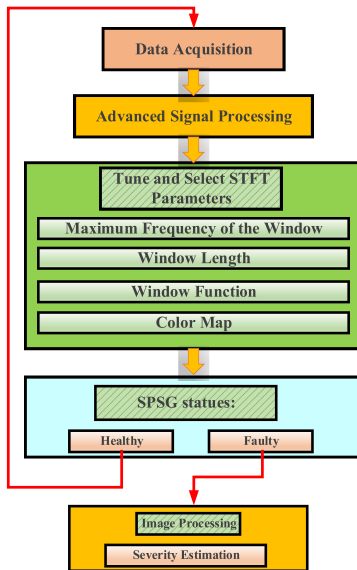 Data Acquisition
Advanced Signal Processing
Tune and Select STFT
Parameters
Maximum Frequency of the Window
Window Length
Window Function
Color Map
SPSG statues:
Healthy
Faulty
Image Processing
Severity Estimation